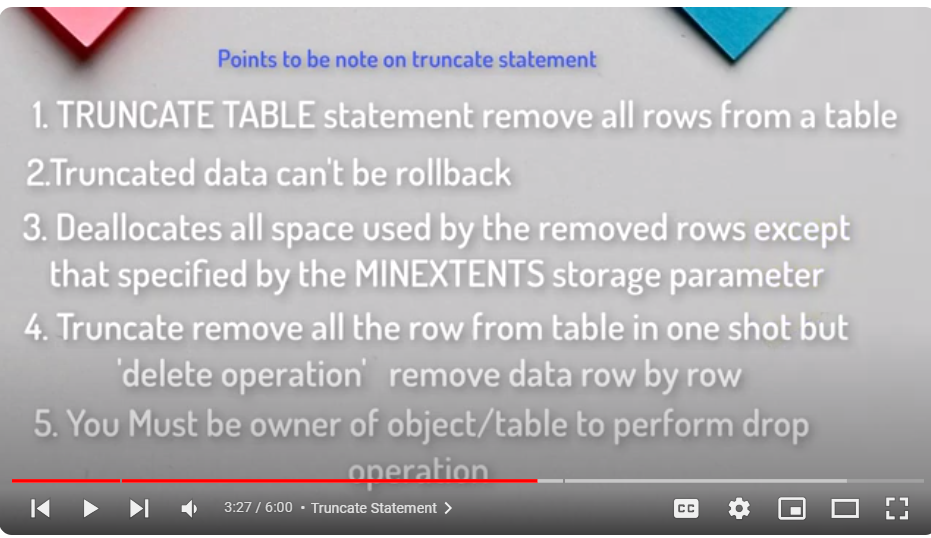 Points to be note on truncate statement
1. TRUNCATE TABLE statement remove all rows from a table
2.Truncated data can't be rollback
3. Deallocates all space used by the removed rows except
that specified by the MINEXTENTS storage parameter
4. Truncate remove all the row from table in one shot but
'delete operation' remove data row by row
5. You Must be owner of object/table to perform drop
operation
3:27 / 6:00 • Truncate Statement >
CC